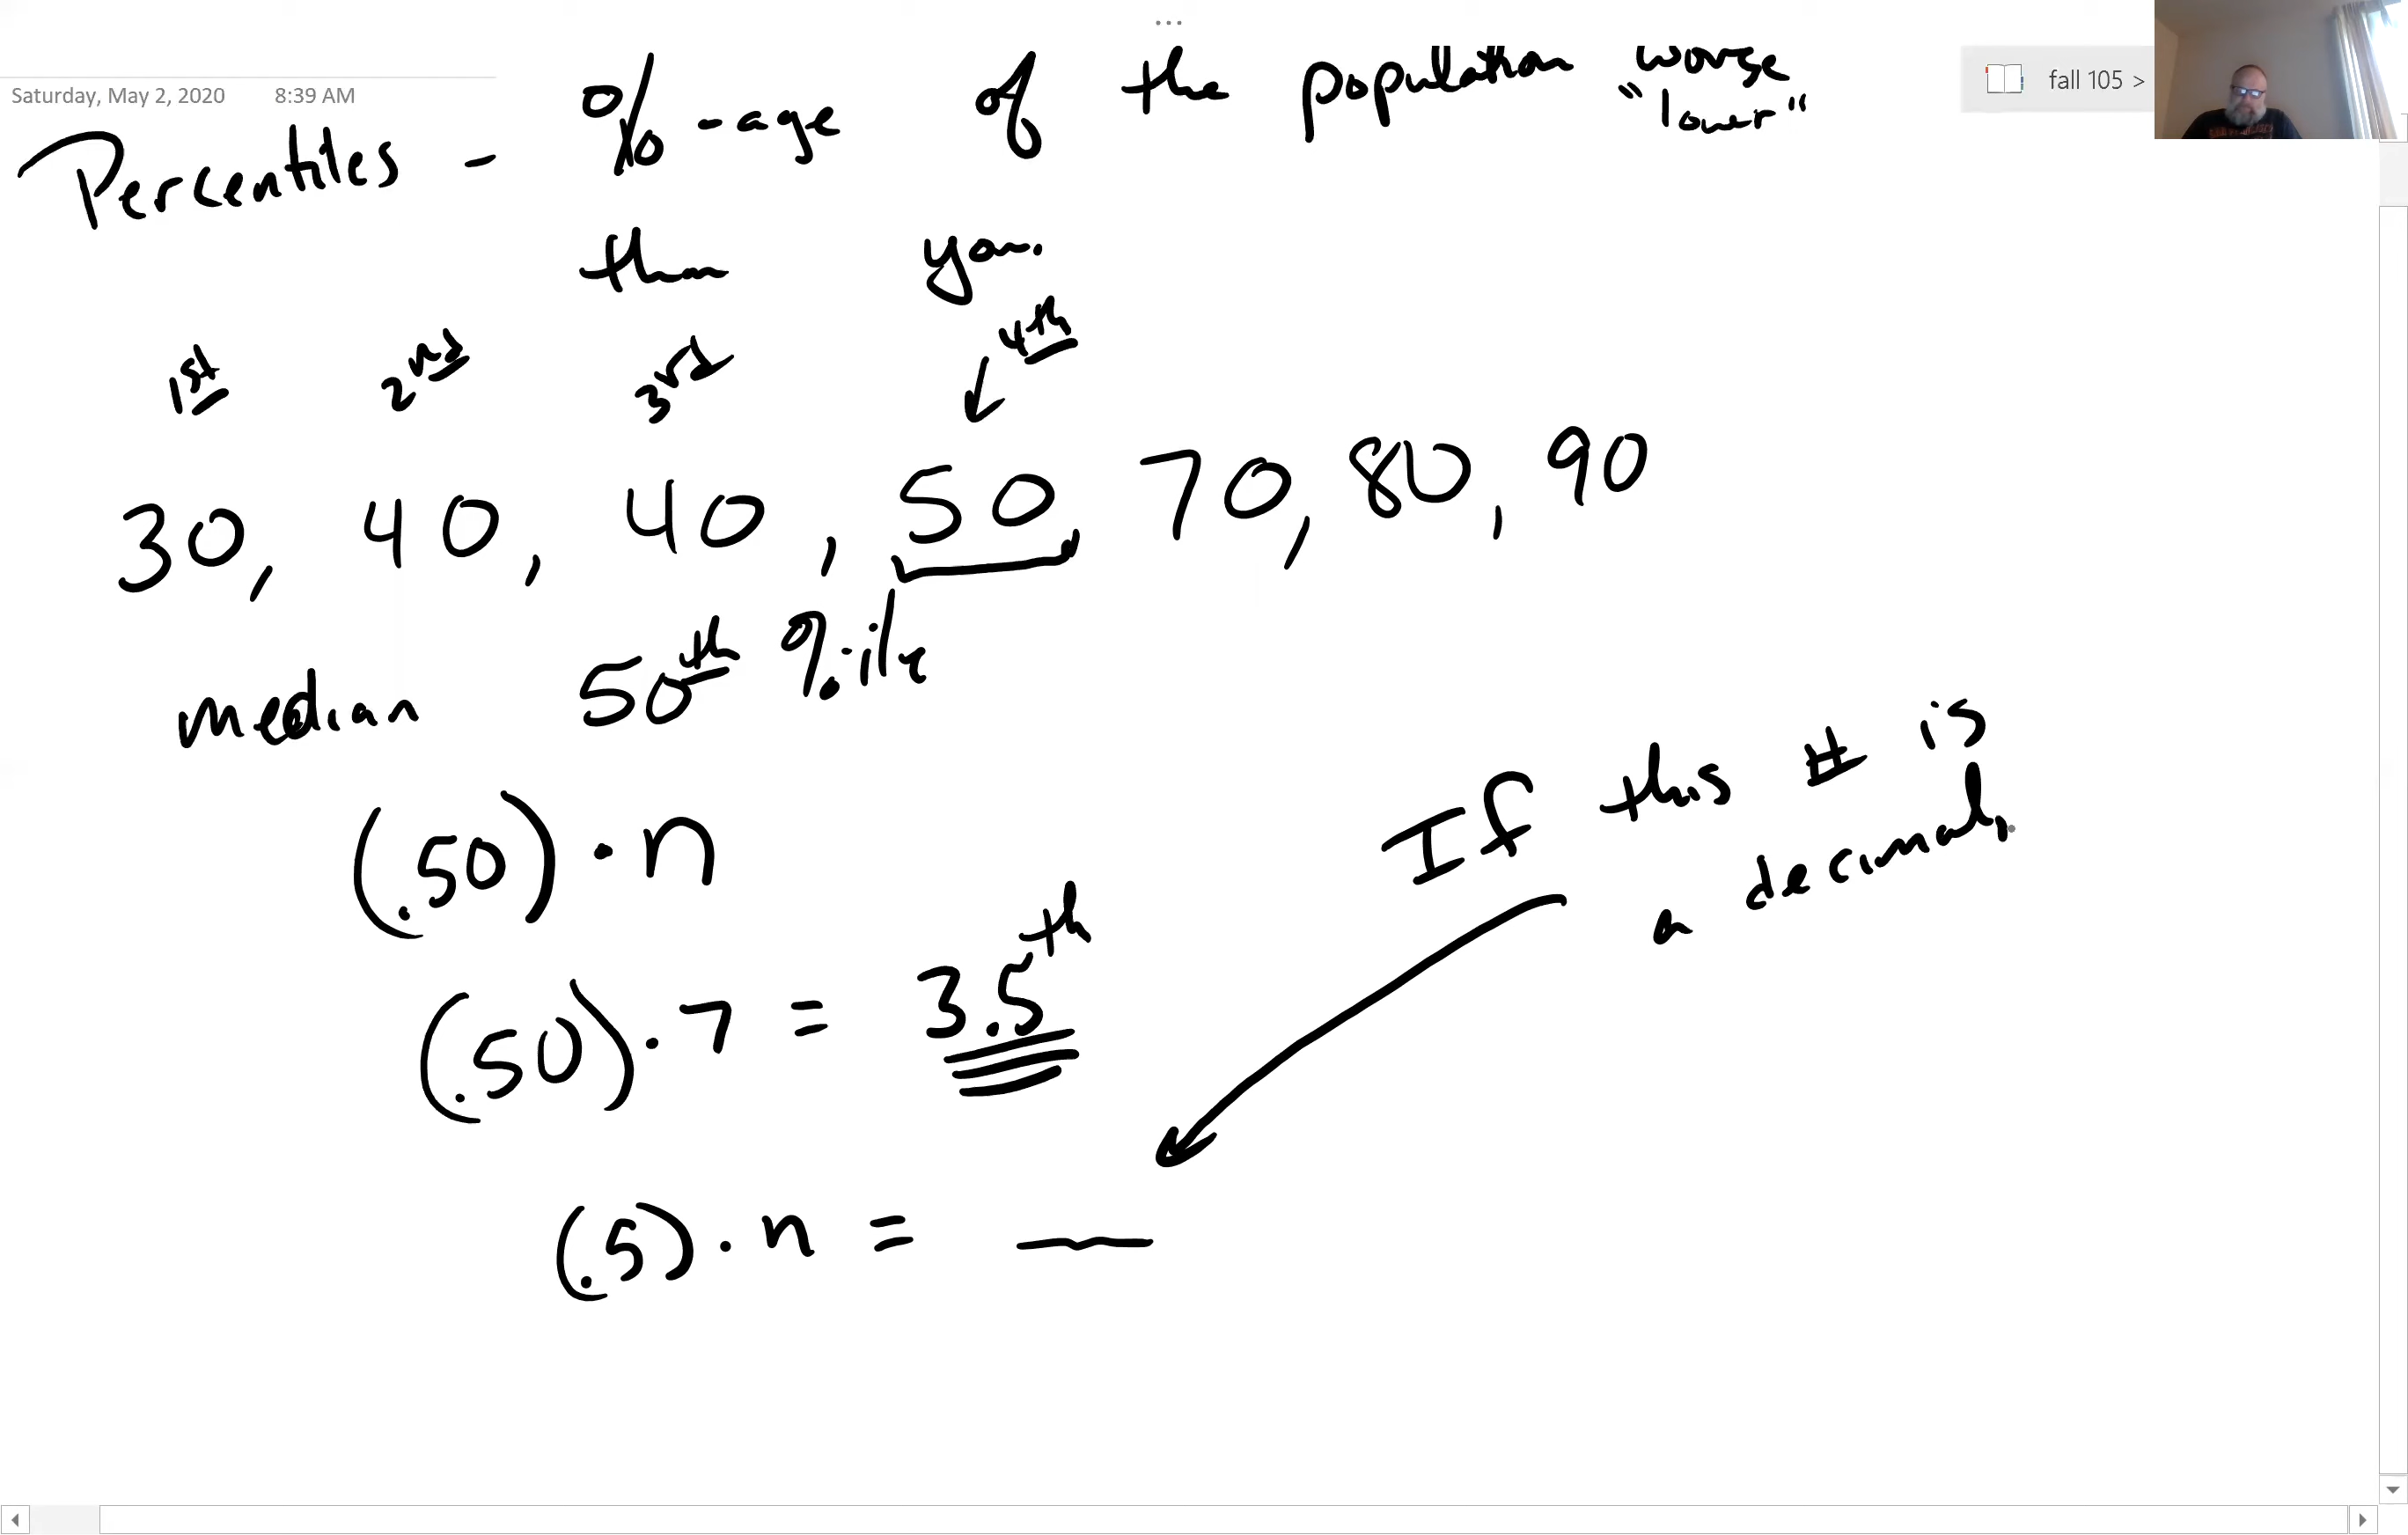 ...
fall 105 >
Saturday, May 2, 2020 8:39 AM
Percentiles - %-age of the population worse "lower"
than you.
1st 2nd 3rd 4th
30, 40, 40, 50, 70, 80, 90
median 50th %-ile
(.50) · n
If this # is
a decimal,
(.50) · 7 = 3.5th
(.5) · n = __